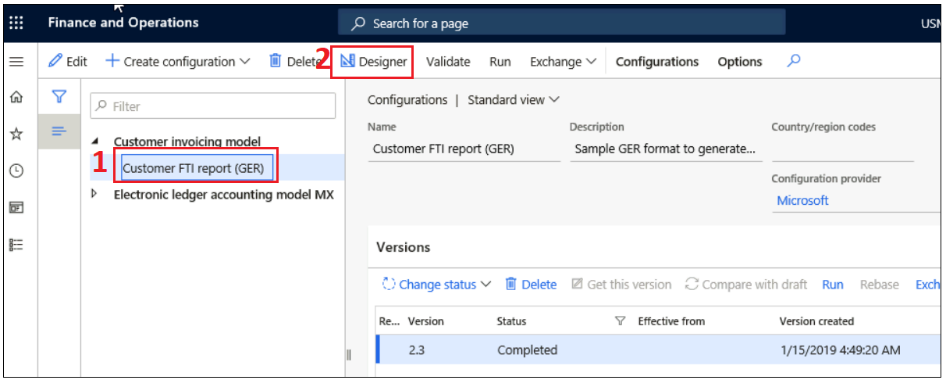 Finance and Operations
Search for a page
USM
Edit
Create configuration
Delete
2
Designer
Validate
Run
Exchange
Configurations
Options
Filter
Configurations | Standard view
Customer invoicing model
1
Customer FTI report (GER)
Electronic ledger accounting model MX
Name
Description
Country/region codes
Customer FTI report (GER)
Sample GER format to generate...
Configuration provider
Microsoft
Versions
Change status
Delete
Get this version
Compare with draft
Run
Rebase
Exch
Re...
Version
Status
Effective from
Version created
2.3
Completed
1/15/2019 4:49:20 AM